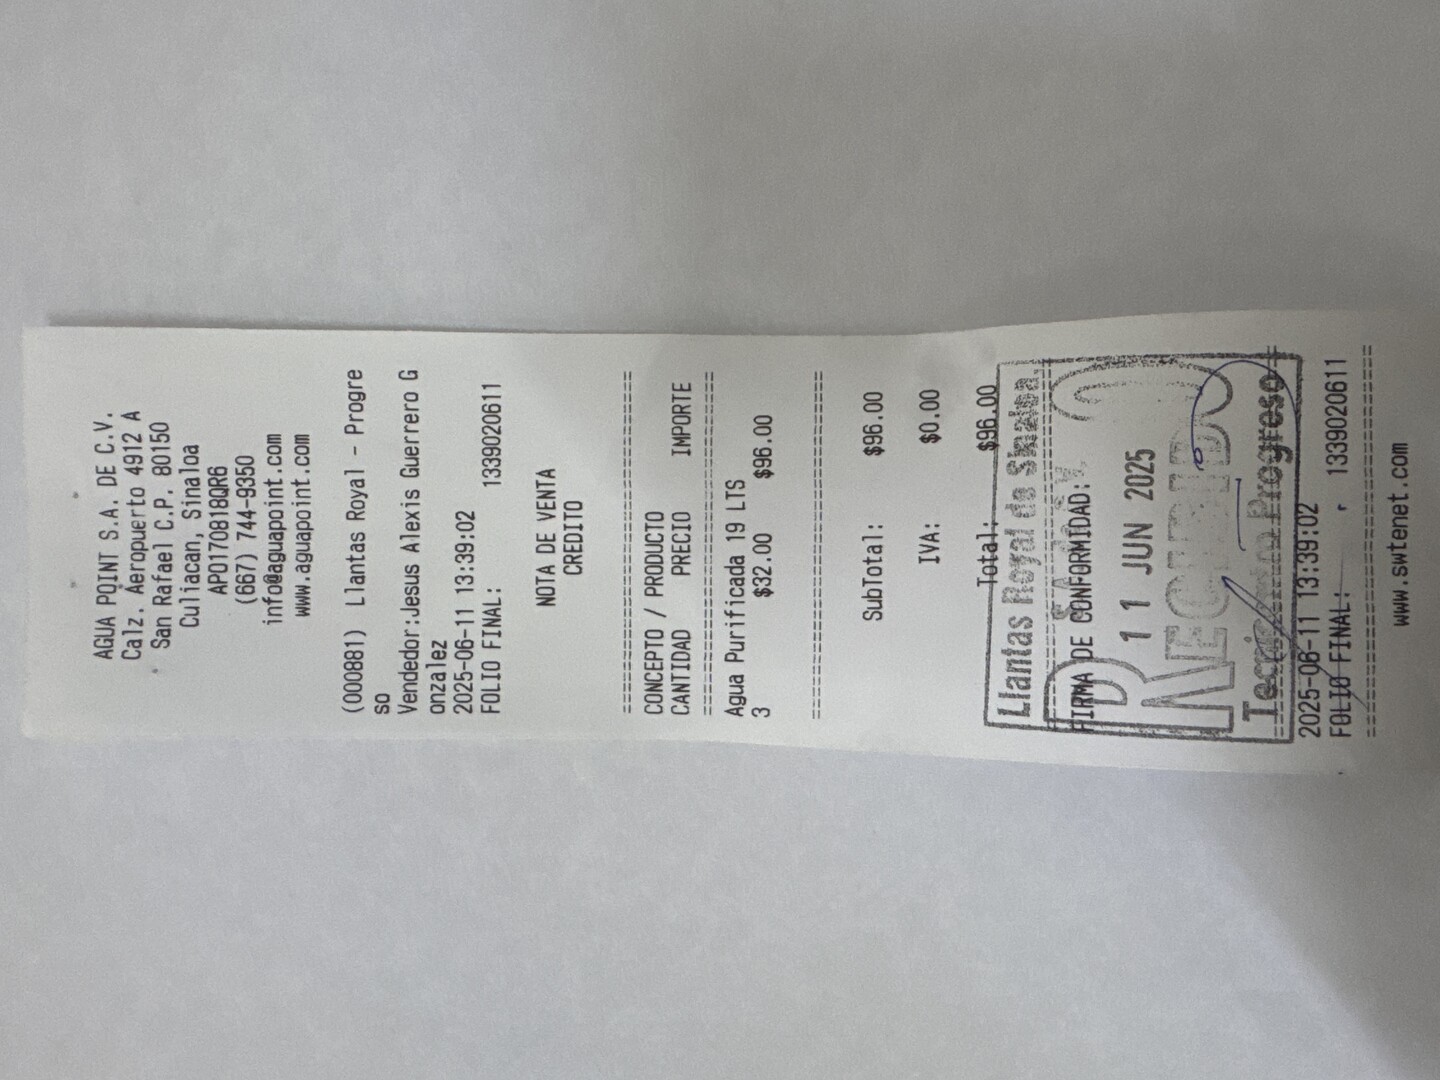 AGUA POINT S.A. DE C.V.
Calz. Aeropuerto 4912 A
San Rafael C.P. 80150
Culiacan, Sinaloa
APO170818QR6
(667) 744-9350
info@aguapoint.com
www.aguapoint.com
(000881) Llantas Royal - Progre
so
Vendedor:Jesus Alexis Guerrero G
onzalez
2025-06-11 13:39:02
FOLIO FINAL: 1339020611
NOTA DE VENTA
CREDITO
================================
CONCEPTO / PRODUCTO
CANTIDAD PRECIO IMPORTE
================================
Agua Purificada 19 LTS
3 $32.00 $96.00
================================
SubTotal: $96.00
IVA: $0.00
Total: $96.00
Llantas Royal de Sinaloa,
S.A. de C.V.
FIRMA DE CONFORMIDAD:
11 JUN 2025
RECIBIDO
Tecnicentro Progreso
================================
2025-06-11 13:39:02
FOLIO FINAL: 1339020611
================================
www.swtenet.com